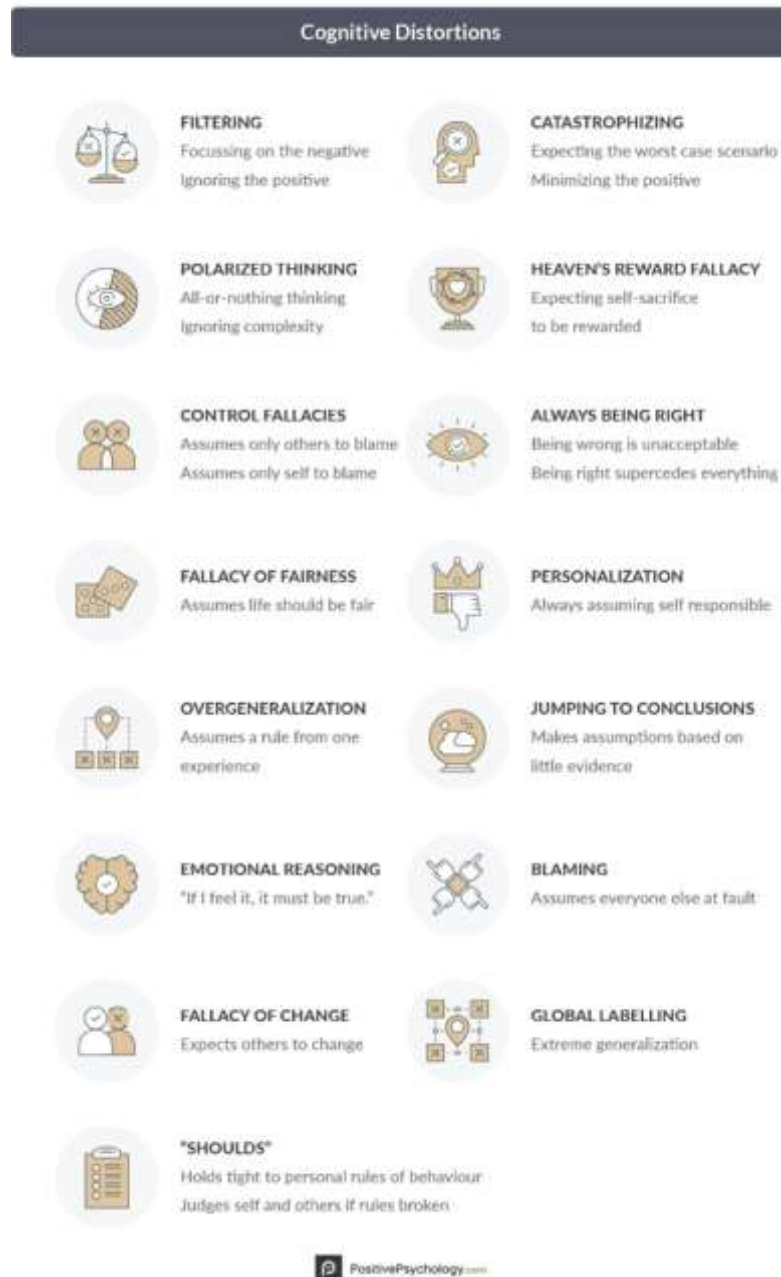 Cognitive Distortions
FILTERING
Focussing on the negative
Ignoring the positive
CATASTROPHIZING
Expecting the worst case scenario
Minimizing the positive
POLARIZED THINKING
All-or-nothing thinking
Ignoring complexity
HEAVEN'S REWARD FALLACY
Expecting self-sacrifice
to be rewarded
CONTROL FALLACIES
Assumes only others to blame
Assumes only self to blame
ALWAYS BEING RIGHT
Being wrong is unacceptable
Being right supercedes everything
FALLACY OF FAIRNESS
Assumes life should be fair
PERSONALIZATION
Always assuming self responsible
OVERGENERALIZATION
Assumes a rule from one
experience
JUMPING TO CONCLUSIONS
Makes assumptions based on
little evidence
EMOTIONAL REASONING
"If I feel it, it must be true."
BLAMING
Assumes everyone else at fault
FALLACY OF CHANGE
Expects others to change
GLOBAL LABELLING
Extreme generalization
"SHOULDS"
Holds tight to personal rules of behaviour
Judges self and others if rules broken
PositivePsychology.com